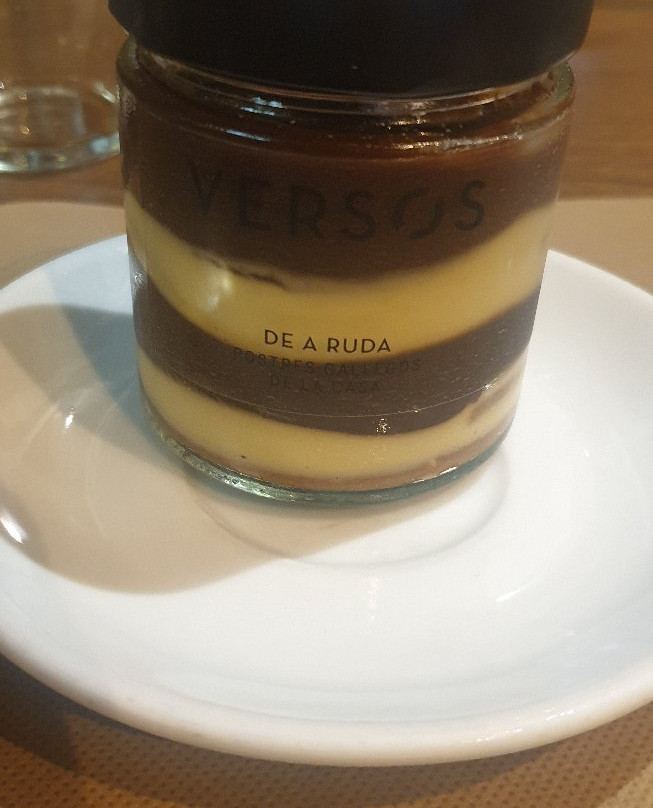 VERSOS
DE A RUDA
POSTRES GALLEGOS
DE LA CASA